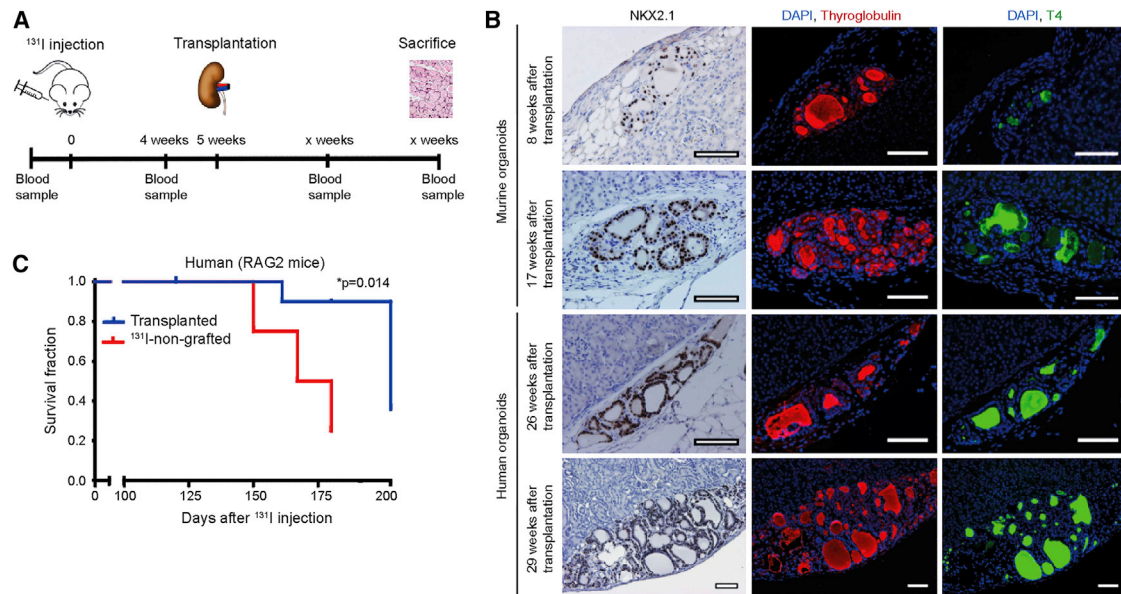 A
¹³¹I injection
Transplantation
Sacrifice
0
4 weeks
5 weeks
x weeks
x weeks
Blood
sample
Blood
sample
Blood
sample
Blood
sample
B
NKX2.1
DAPI, Thyroglobulin
DAPI, T4
Murine organoids
8 weeks after
transplantation
17 weeks after
transplantation
Human organoids
26 weeks after
transplantation
29 weeks after
transplantation
C
Human (RAG2 mice)
*p=0.014
Transplanted
¹³¹I-non-grafted
Survival fraction
1.0
0.8
0.6
0.4
0.2
0
100
125
150
175
200
Days after ¹³¹I injection